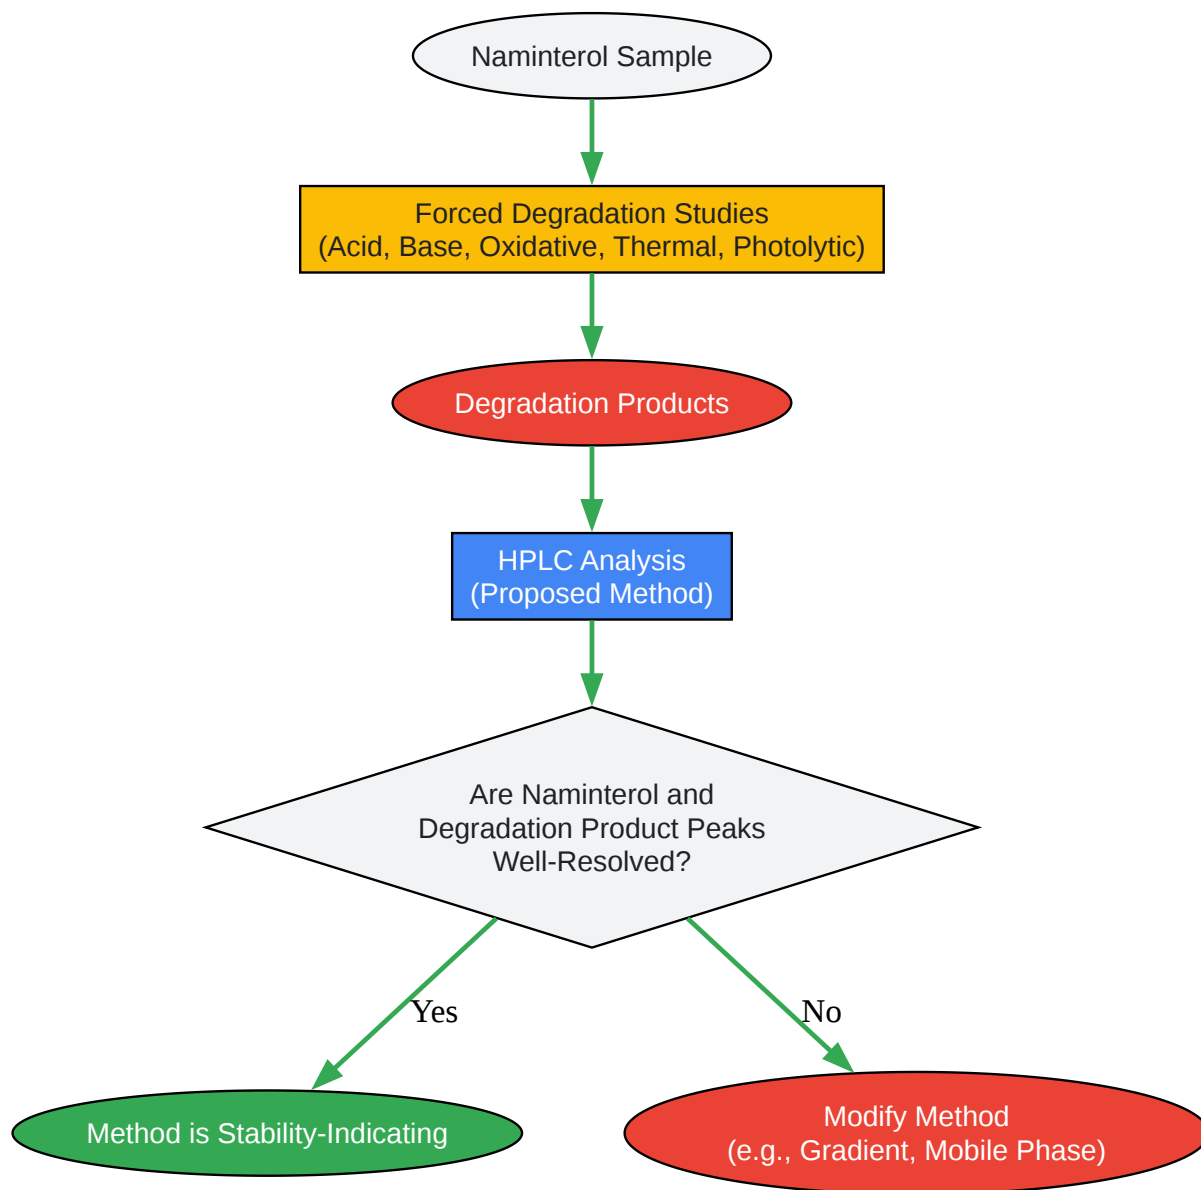 Naminterol Sample
Forced Degradation Studies
(Acid, Base, Oxidative, Thermal, Photolytic)
Degradation Products
HPLC Analysis
(Proposed Method)
Are Naminterol and
Degradation Product Peaks
Well-Resolved?
Yes
No
Method is Stability-Indicating
Modify Method
(e.g., Gradient, Mobile Phase)